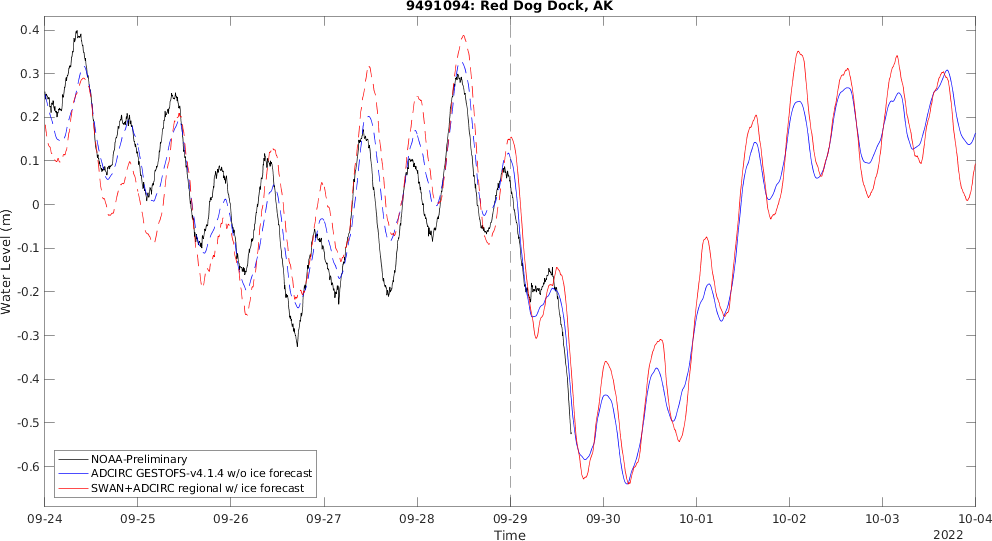 9491094: Red Dog Dock, AK
Water Level (m)
0.4
0.3
0.2
0.1
0
-0.1
-0.2
-0.3
-0.4
-0.5
-0.6
NOAA-Preliminary
ADCIRC GESTOFS-v4.1.4 w/o ice forecast
SWAN+ADCIRC regional w/ ice forecast
09-24 09-25 09-26 09-27 09-28 09-29 09-30 10-01 10-02 10-03 10-04
Time
2022